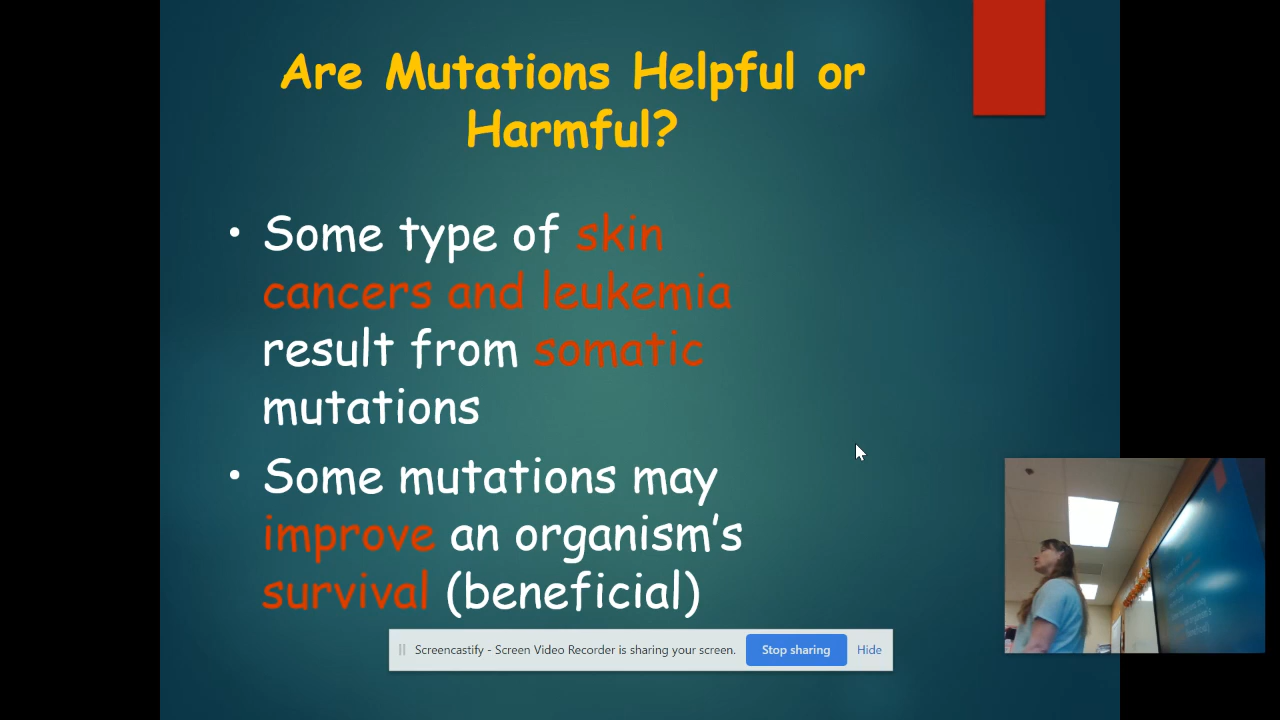 Are Mutations Helpful or
Harmful?
• Some type of skin
cancers and leukemia
result from somatic
mutations
• Some mutations may
improve an organism's
survival (beneficial)
Screencastify - Screen Video Recorder is sharing your screen. Stop sharing Hide